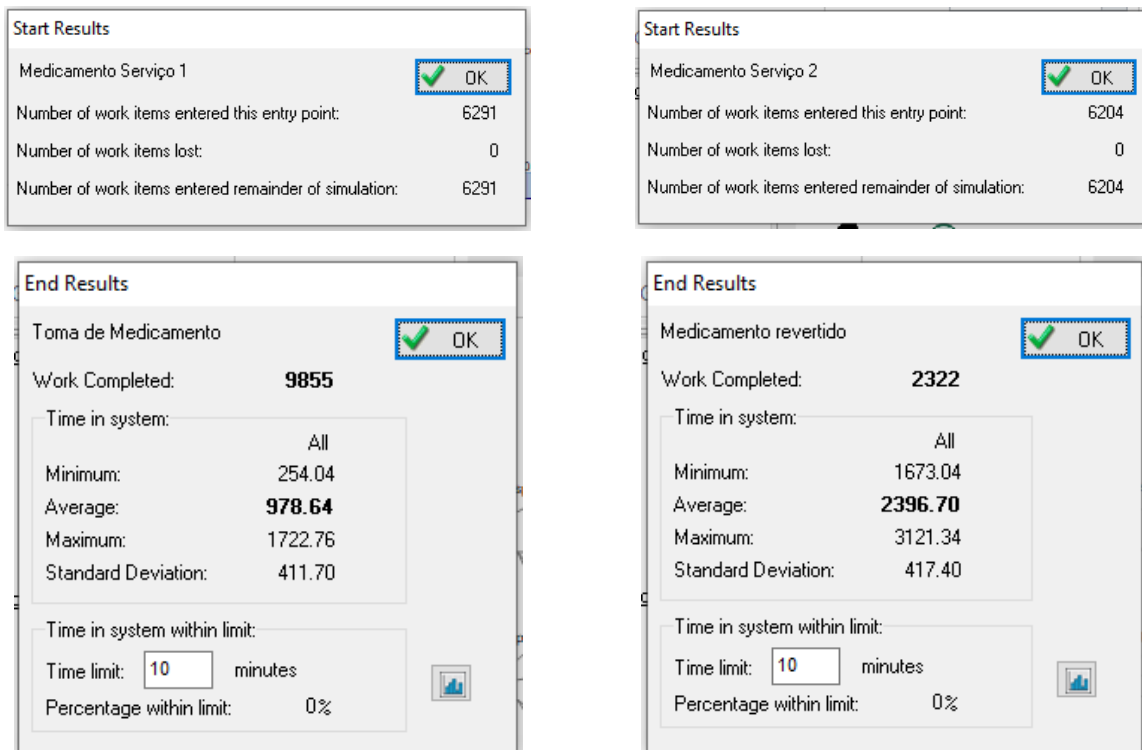 Start Results
Medicamento Serviço 1
OK
Number of work items entered this entry point: 6291
Number of work items lost: 0
Number of work items entered remainder of simulation: 6291
Start Results
Medicamento Serviço 2
OK
Number of work items entered this entry point: 6204
Number of work items lost: 0
Number of work items entered remainder of simulation: 6204
End Results
Toma de Medicamento
OK
Work Completed: 9855
Time in system:
All
Minimum: 254.04
Average: 978.64
Maximum: 1722.76
Standard Deviation: 411.70
Time in system within limit:
Time limit: 10 minutes
Percentage within limit: 0%
End Results
Medicamento revertido
OK
Work Completed: 2322
Time in system:
All
Minimum: 1673.04
Average: 2396.70
Maximum: 3121.34
Standard Deviation: 417.40
Time in system within limit:
Time limit: 10 minutes
Percentage within limit: 0%